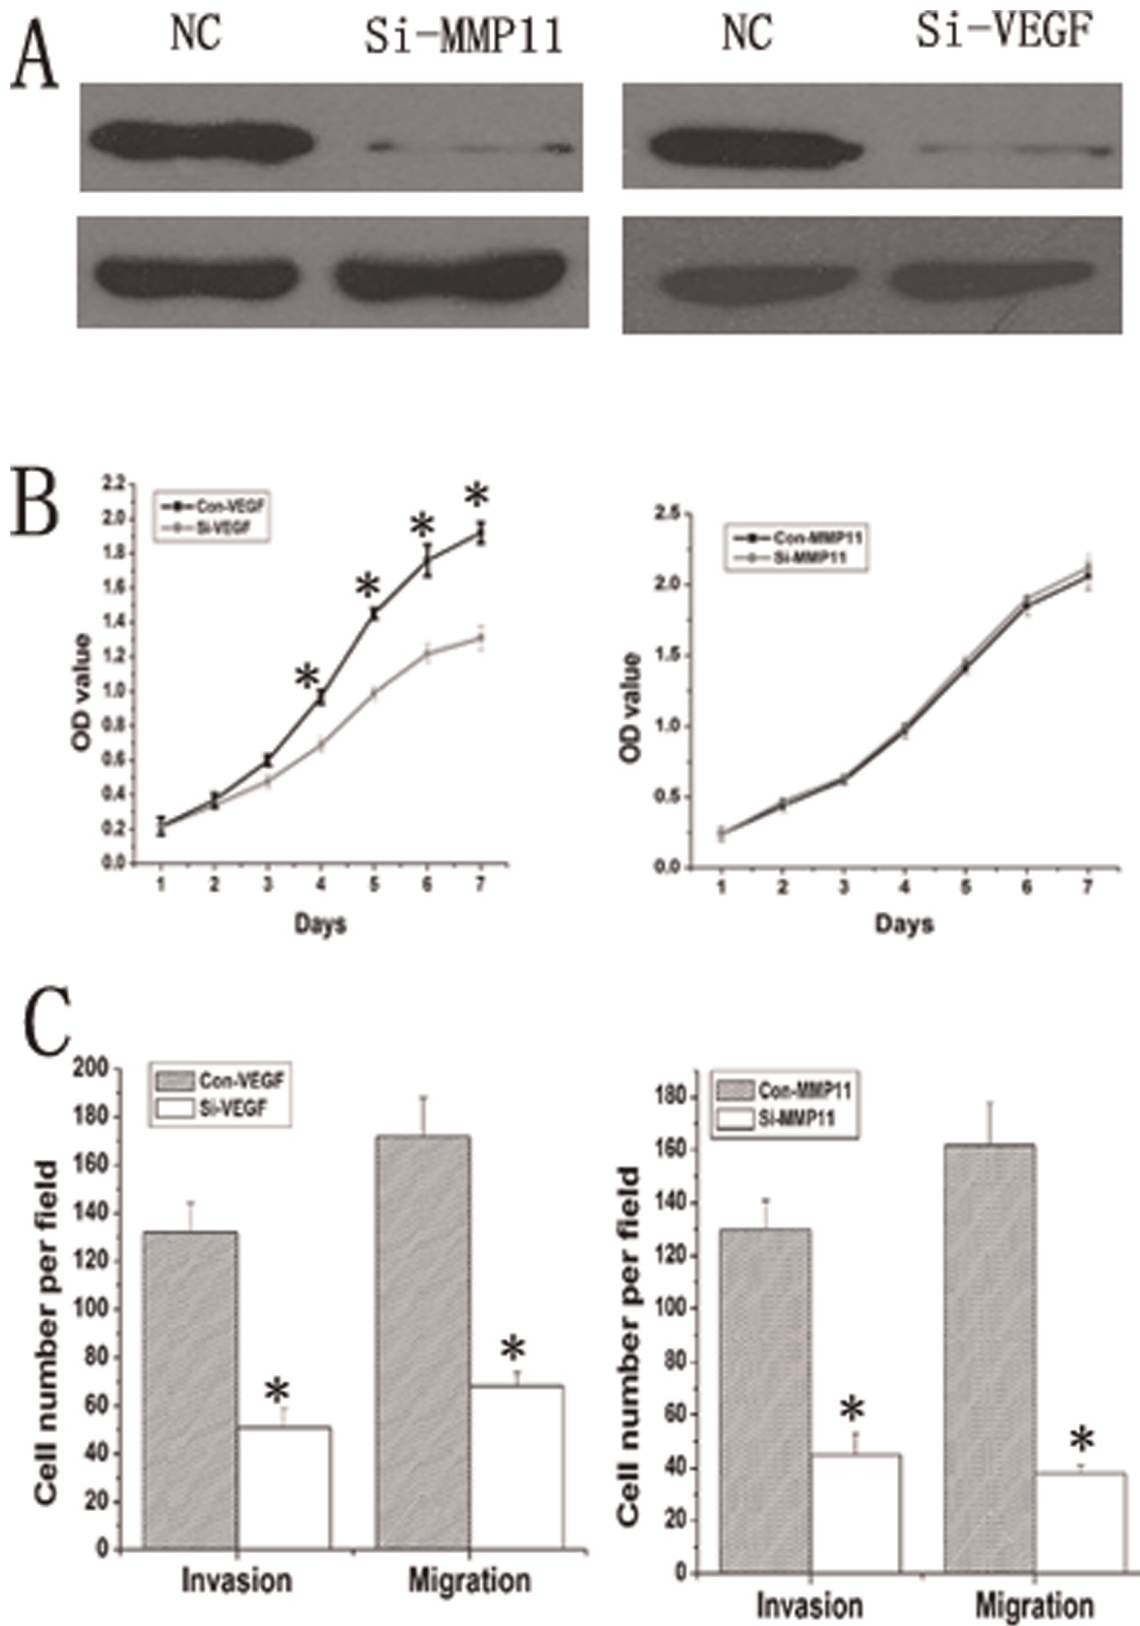 A
NC Si-MMP11 NC Si-VEGF
B
2.2
2.0
1.8
1.6
1.4
1.2
1.0
0.8
0.6
0.4
0.2
0.0
OD value
Con-VEGF
Si-VEGF
* * * *
1 2 3 4 5 6 7
Days
2.5
2.0
1.5
1.0
0.5
0.0
OD value
Con-MMP11
Si-MMP11
1 2 3 4 5 6 7
Days
C
200
180
160
140
120
100
80
60
40
20
0
Cell number per field
Con-VEGF
Si-VEGF
* *
Invasion Migration
180
160
140
120
100
80
60
40
20
0
Cell number per field
Con-MMP11
Si-MMP11
* *
Invasion Migration